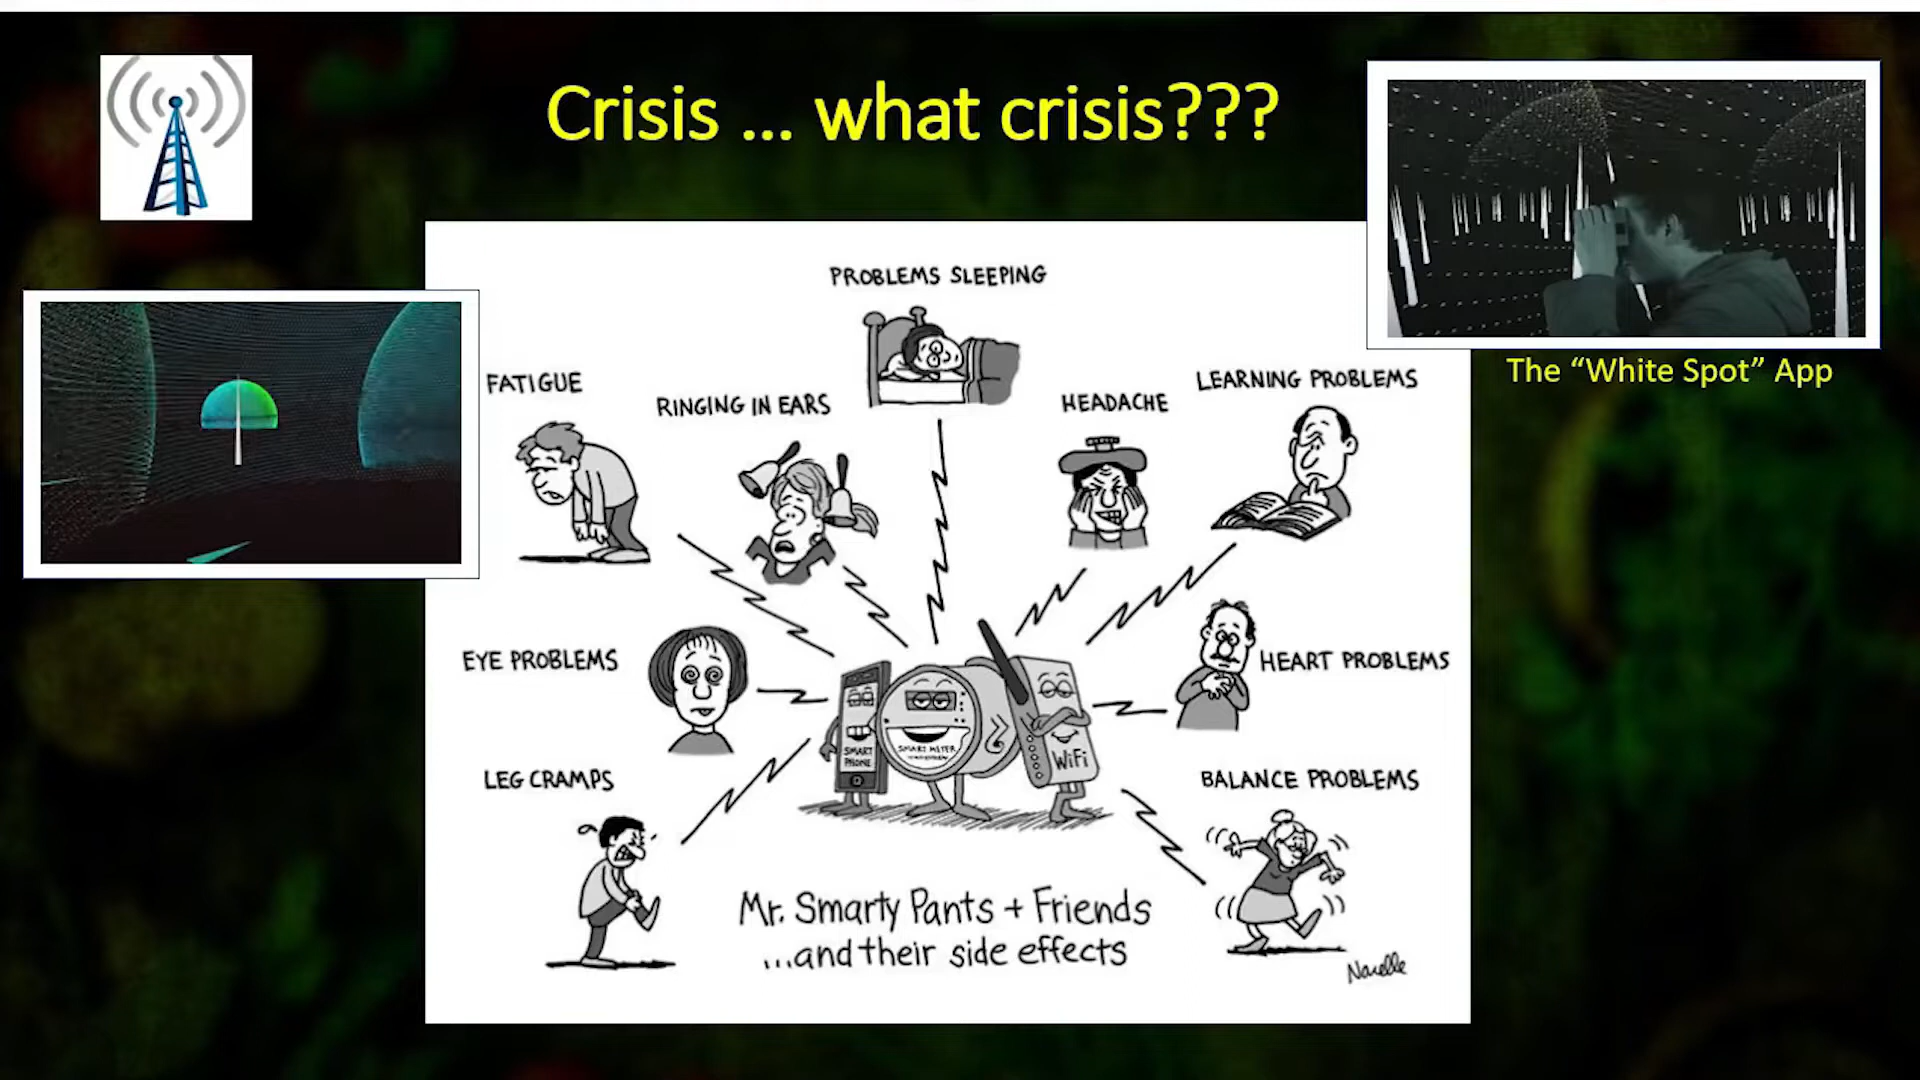 Crisis ... what crisis???
The “White Spot” App
PROBLEMS SLEEPING
FATIGUE
RINGING IN EARS
HEADACHE
LEARNING PROBLEMS
EYE PROBLEMS
HEART PROBLEMS
SMART
PHONE
SMART METER
WiFi
LEG CRAMPS
BALANCE PROBLEMS
Mr. Smarty Pants + Friends
...and their side effects
Narelle